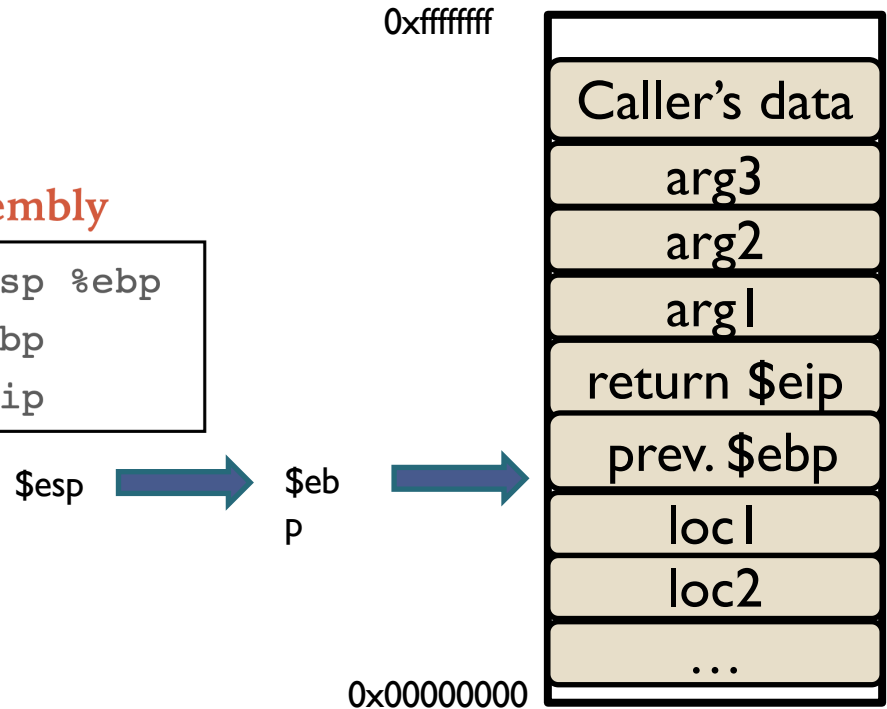 0xffffffff
Caller's data
arg3
arg2
arg1
return $eip
prev. $ebp
loc1
loc2
...
0x00000000
embly
sp %ebp
bp
ip
$esp
$eb
p